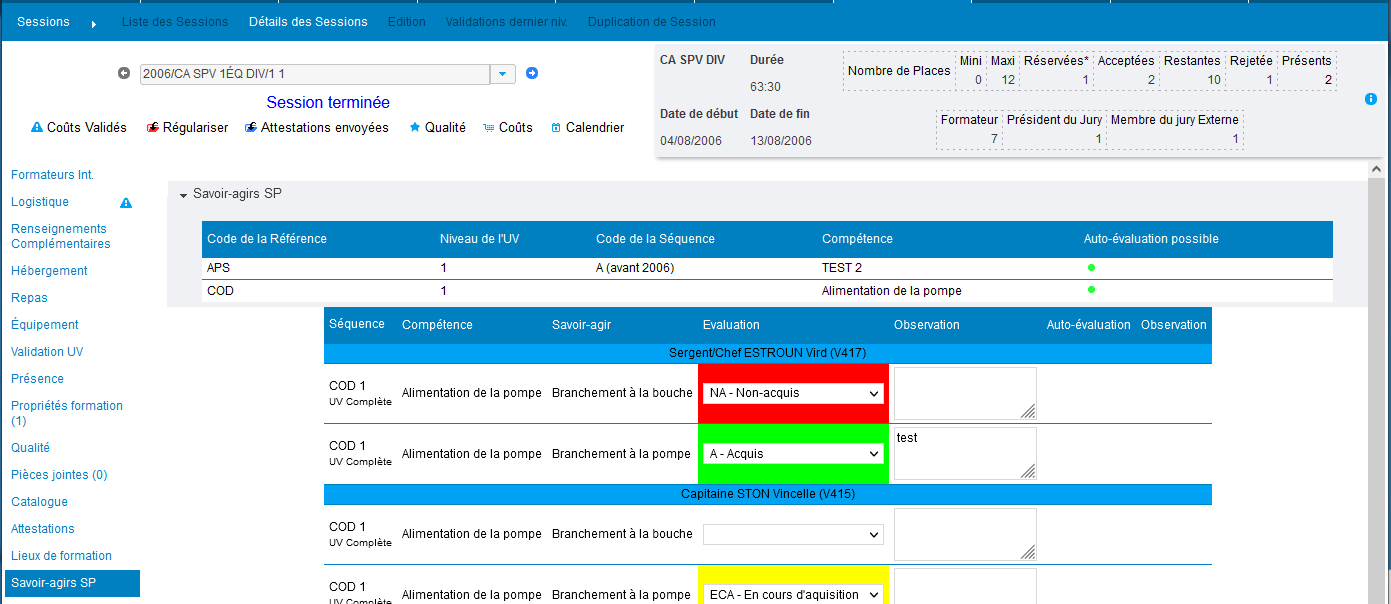 Sessions Liste des Sessions Détails des Sessions Edition Validations dernier niv. Duplication de Session
2006/CA SPV 1ÉQ DIV/1 1
Session terminée
Coûts Validés Régulariser Attestations envoyées Qualité Coûts Calendrier
CA SPV DIV Durée
63:30
Date de début Date de fin
04/08/2006 13/08/2006
Nombre de Places Mini Maxi Réservées* Acceptées Restantes Rejetée Présents
0 12 1 2 10 1 2
Formateur Président du Jury Membre du jury Externe
7 1 1
Formateurs Int.
Logistique
Renseignements
Complémentaires
Hébergement
Repas
Équipement
Validation UV
Présence
Propriétés formation
(1)
Qualité
Pièces jointes (0)
Catalogue
Attestations
Lieux de formation
Savoir-agirs SP
Savoir-agirs SP
Code de la Référence Niveau de l'UV Code de la Séquence Compétence Auto-évaluation possible
APS 1 A (avant 2006) TEST 2
COD 1 Alimentation de la pompe
Séquence Compétence Savoir-agir Evaluation Observation Auto-évaluation Observation
Sergent/Chef ESTROUN Vird (V417)
COD 1
UV Complète Alimentation de la pompe Branchement à la bouche NA - Non-acquis
COD 1
UV Complète Alimentation de la pompe Branchement à la pompe A - Acquis test
Capitaine STON Vincelle (V415)
COD 1
UV Complète Alimentation de la pompe Branchement à la bouche
COD 1
UV Complète Alimentation de la pompe Branchement à la pompe ECA - En cours d'aquisition